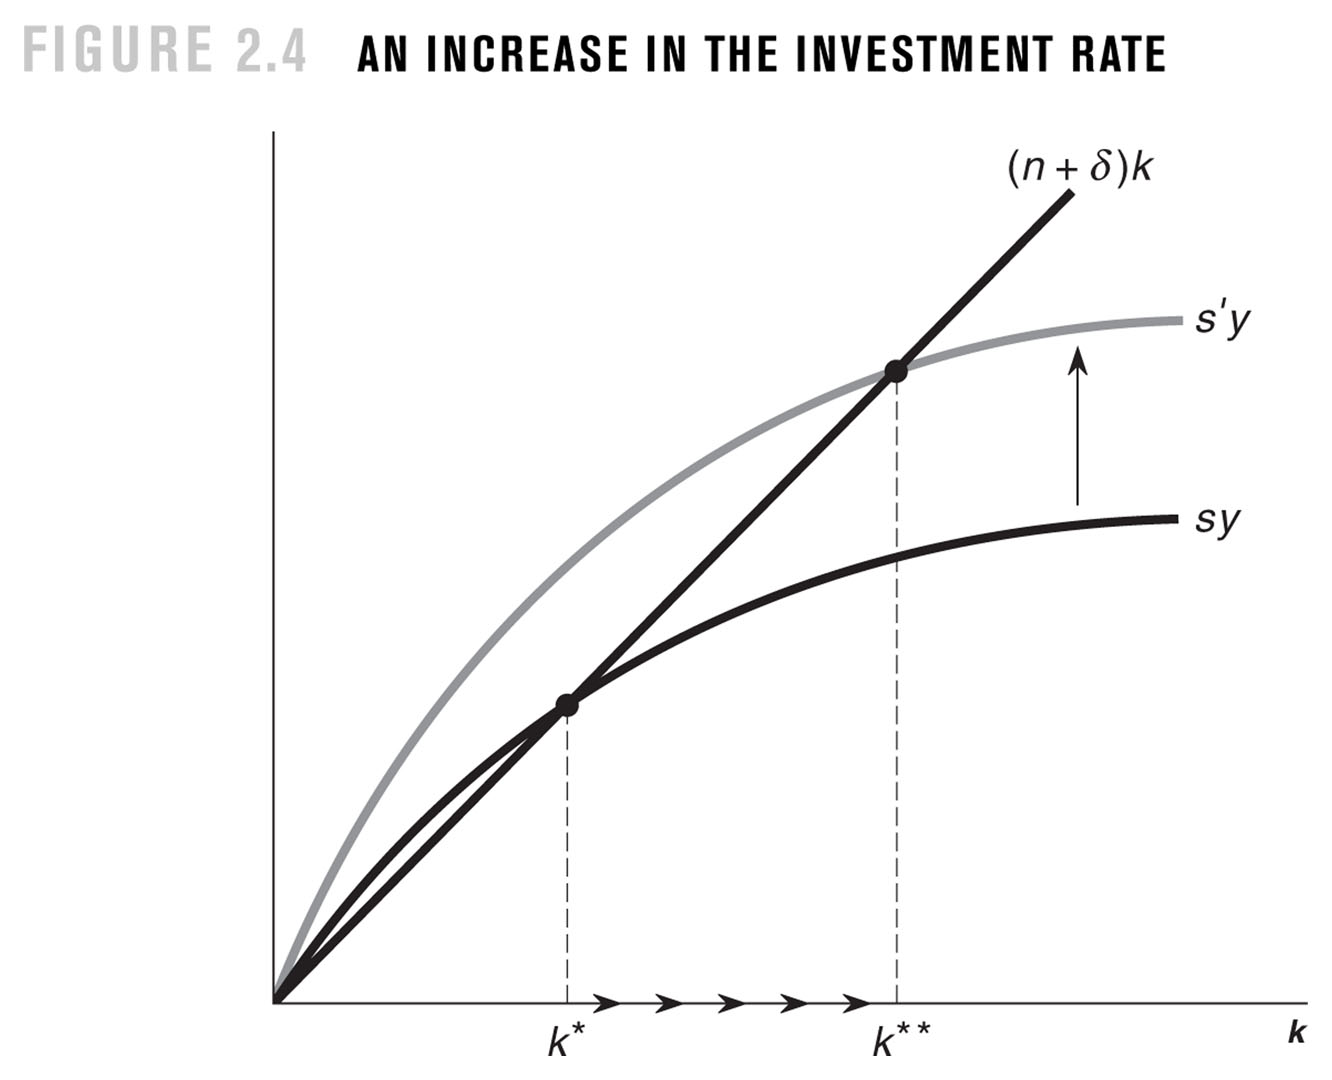 FIGURE 2.4 AN INCREASE IN THE INVESTMENT RATE
(n + δ)k
s′y
sy
k* k**
k